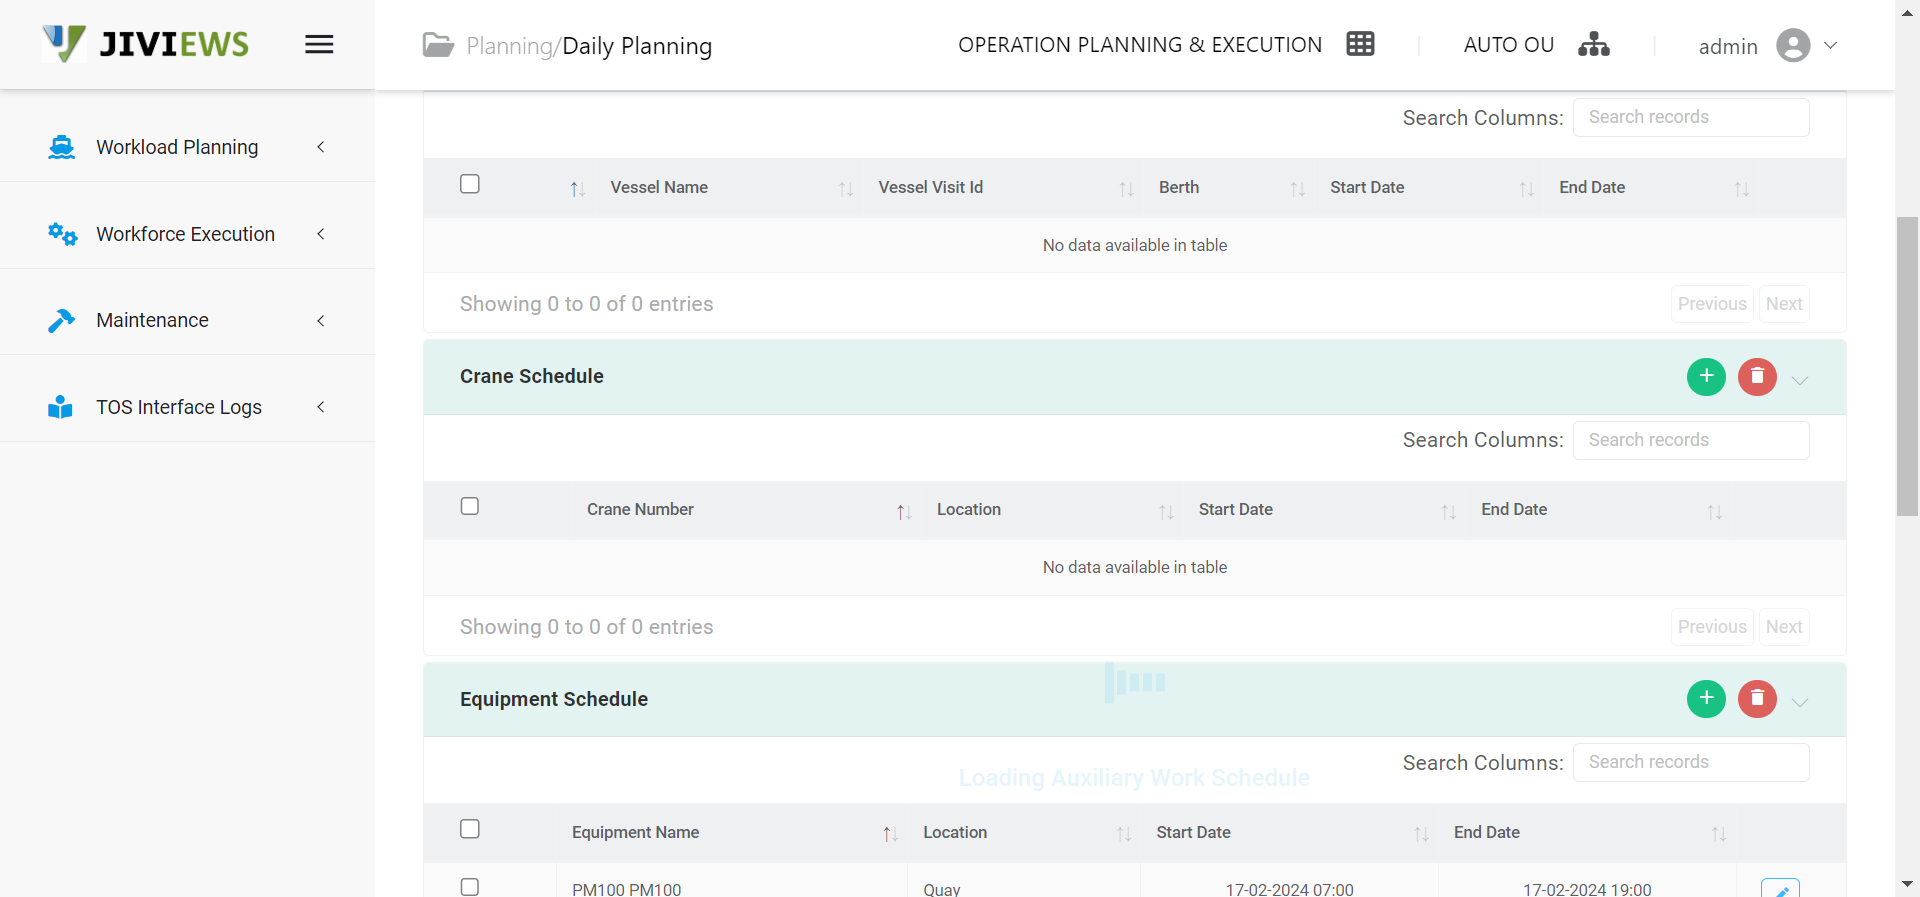 JIVIEWS
Planning/Daily Planning
OPERATION PLANNING & EXECUTION
AUTO OU
admin
Workload Planning
Workforce Execution
Maintenance
TOS Interface Logs
Search Columns: Search records
Vessel Name Vessel Visit Id Berth Start Date End Date
No data available in table
Showing 0 to 0 of 0 entries
Previous Next
Crane Schedule
Search Columns: Search records
Crane Number Location Start Date End Date
No data available in table
Showing 0 to 0 of 0 entries
Previous Next
Equipment Schedule
Search Columns: Search records
Loading Auxiliary Work Schedule
Equipment Name Location Start Date End Date
PM100 PM100 Quay 17-02-2024 07:00 17-02-2024 19:00